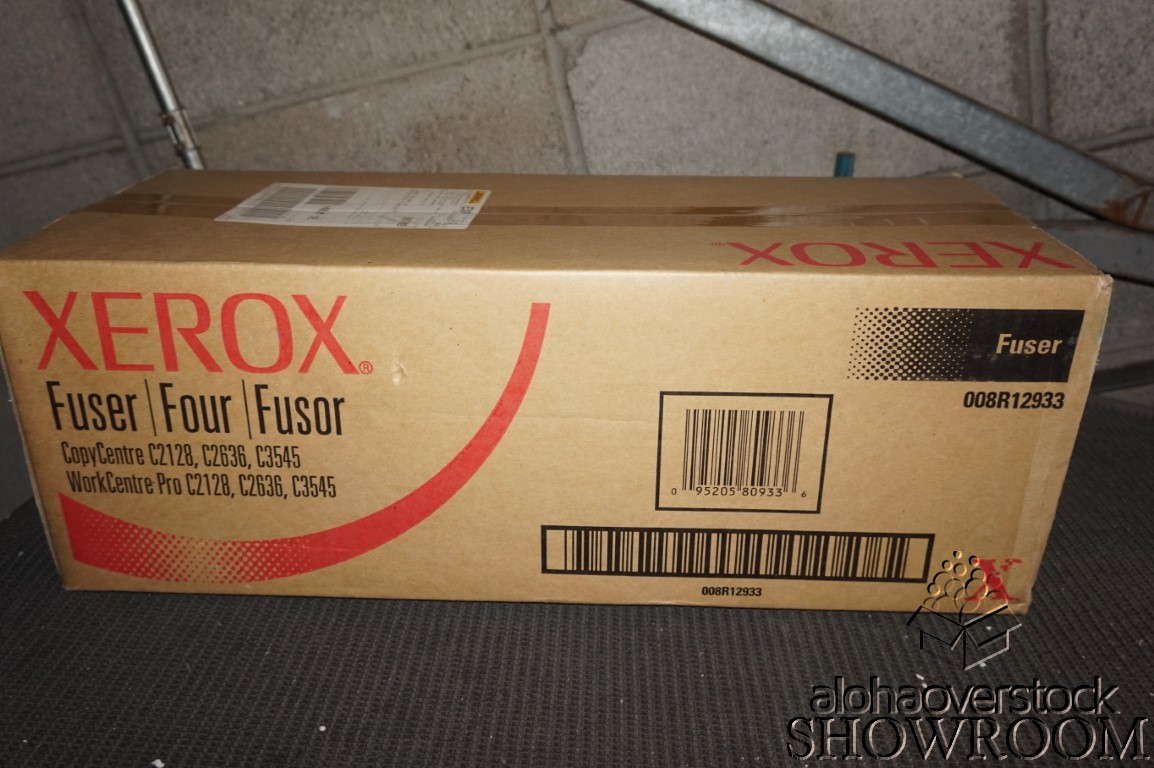 XEROX®
XEROX®
Fuser | Four | Fusor
CopyCentre C2128, C2636, C3545
WorkCentre Pro C2128, C2636, C3545
Fuser
008R12933
0 95205 80933 6
008R12933
X
alohaoverstock
SHOWROOM